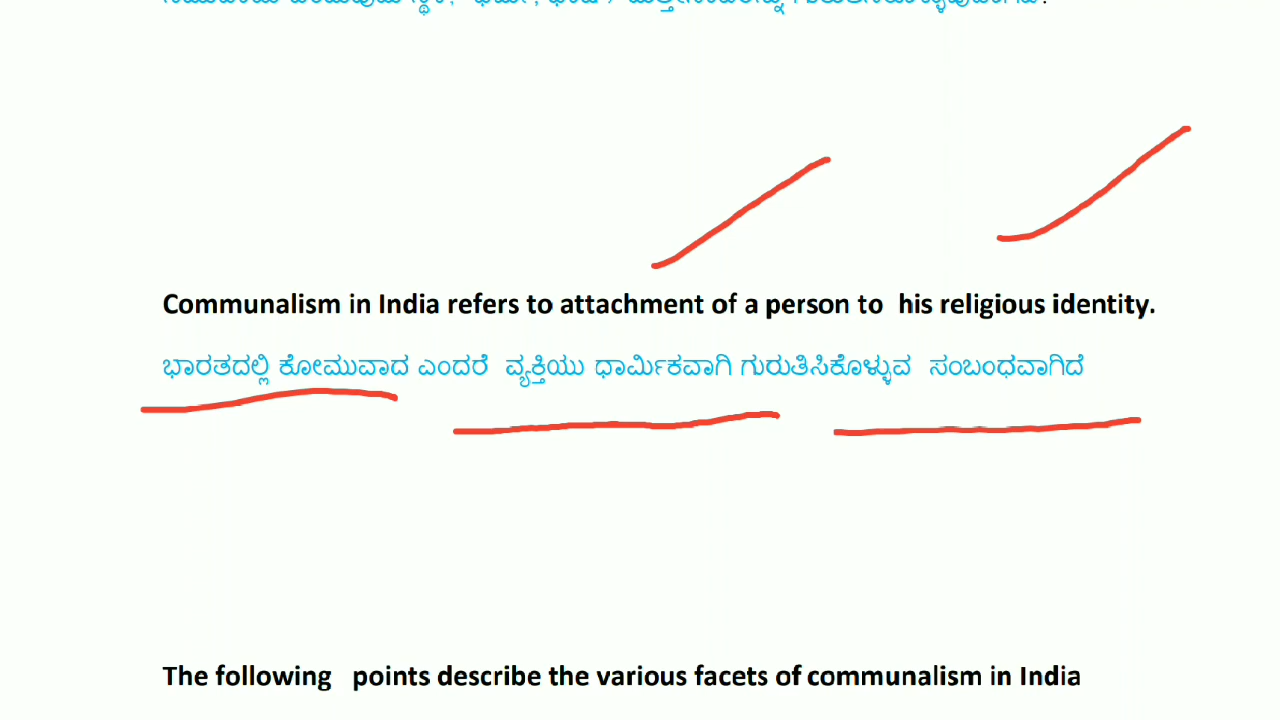 Communalism in India refers to attachment of a person to his religious identity.
ಭಾರತದಲ್ಲಿ ಕೋಮುವಾದ ಎಂದರೆ ವ್ಯಕ್ತಿಯು ಧಾರ್ಮಿಕವಾಗಿ ಗುರುತಿಸಿಕೊಳ್ಳುವ ಸಂಬಂಧವಾಗಿದೆ
The following points describe the various facets of communalism in India